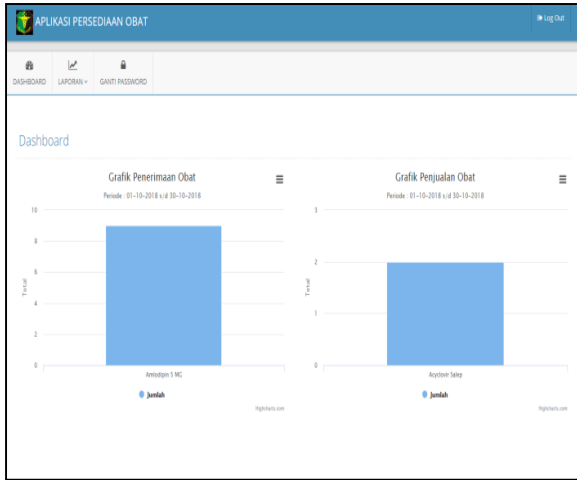 APLIKASI PERSEDIAAN OBAT
Log Out
DASHBOARD
LAPORAN
GANTI PASSWORD
Dashboard
Grafik Penerimaan Obat
Periode : 01-10-2018 s/d 30-10-2018
10
8
6
4
2
0
Total
Amlodipin 5 MG
Jumlah
Highcharts.com
Grafik Penjualan Obat
Periode : 01-10-2018 s/d 30-10-2018
3
2
1
0
Total
Acyclovir Salep
Jumlah
Highcharts.com